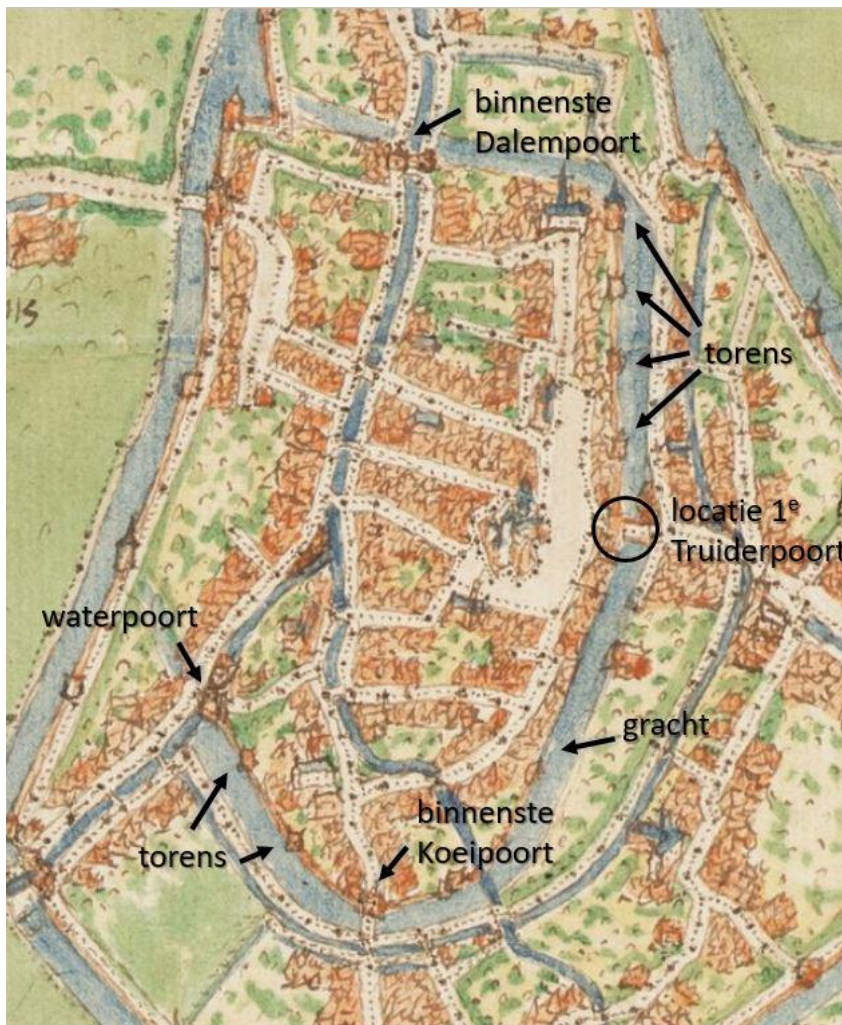 binnenste
Dalempoort
torens
locatie 1e
Truiderpoort
waterpoort
gracht
binnenste
Koeipoort
torens